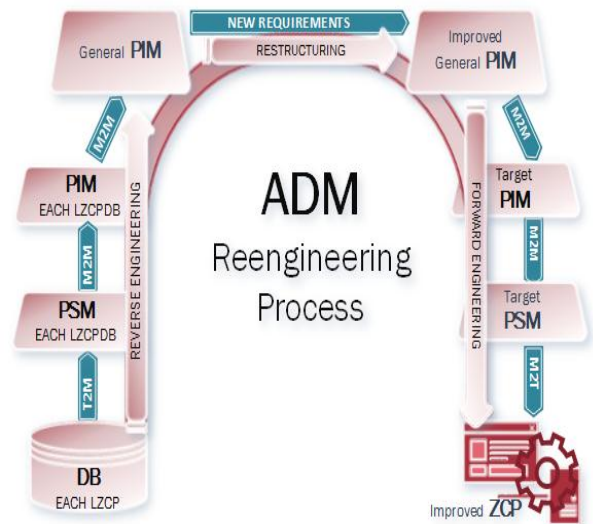 NEW REQUIREMENTS
RESTRUCTURING
General PIM
Improved
General PIM
M2M
M2M
PIM
EACH LZCPDB
Target
PIM
REVERSE ENGINEERING
ADM
Reengineering
Process
FORWARD ENGINEERING
M2M
M2M
PSM
EACH LZCPDB
Target
PSM
T2M
M2T
DB
EACH LZCP
Improved ZCP